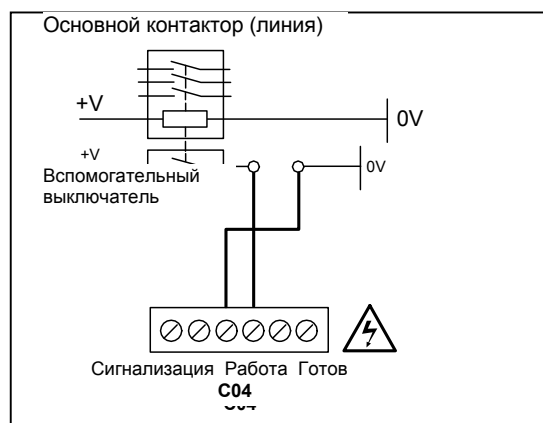 Основной контактор (линия)
+V
0V
+V
0V
Вспомогательный
выключатель
Сигнализация Работа Готов
C04